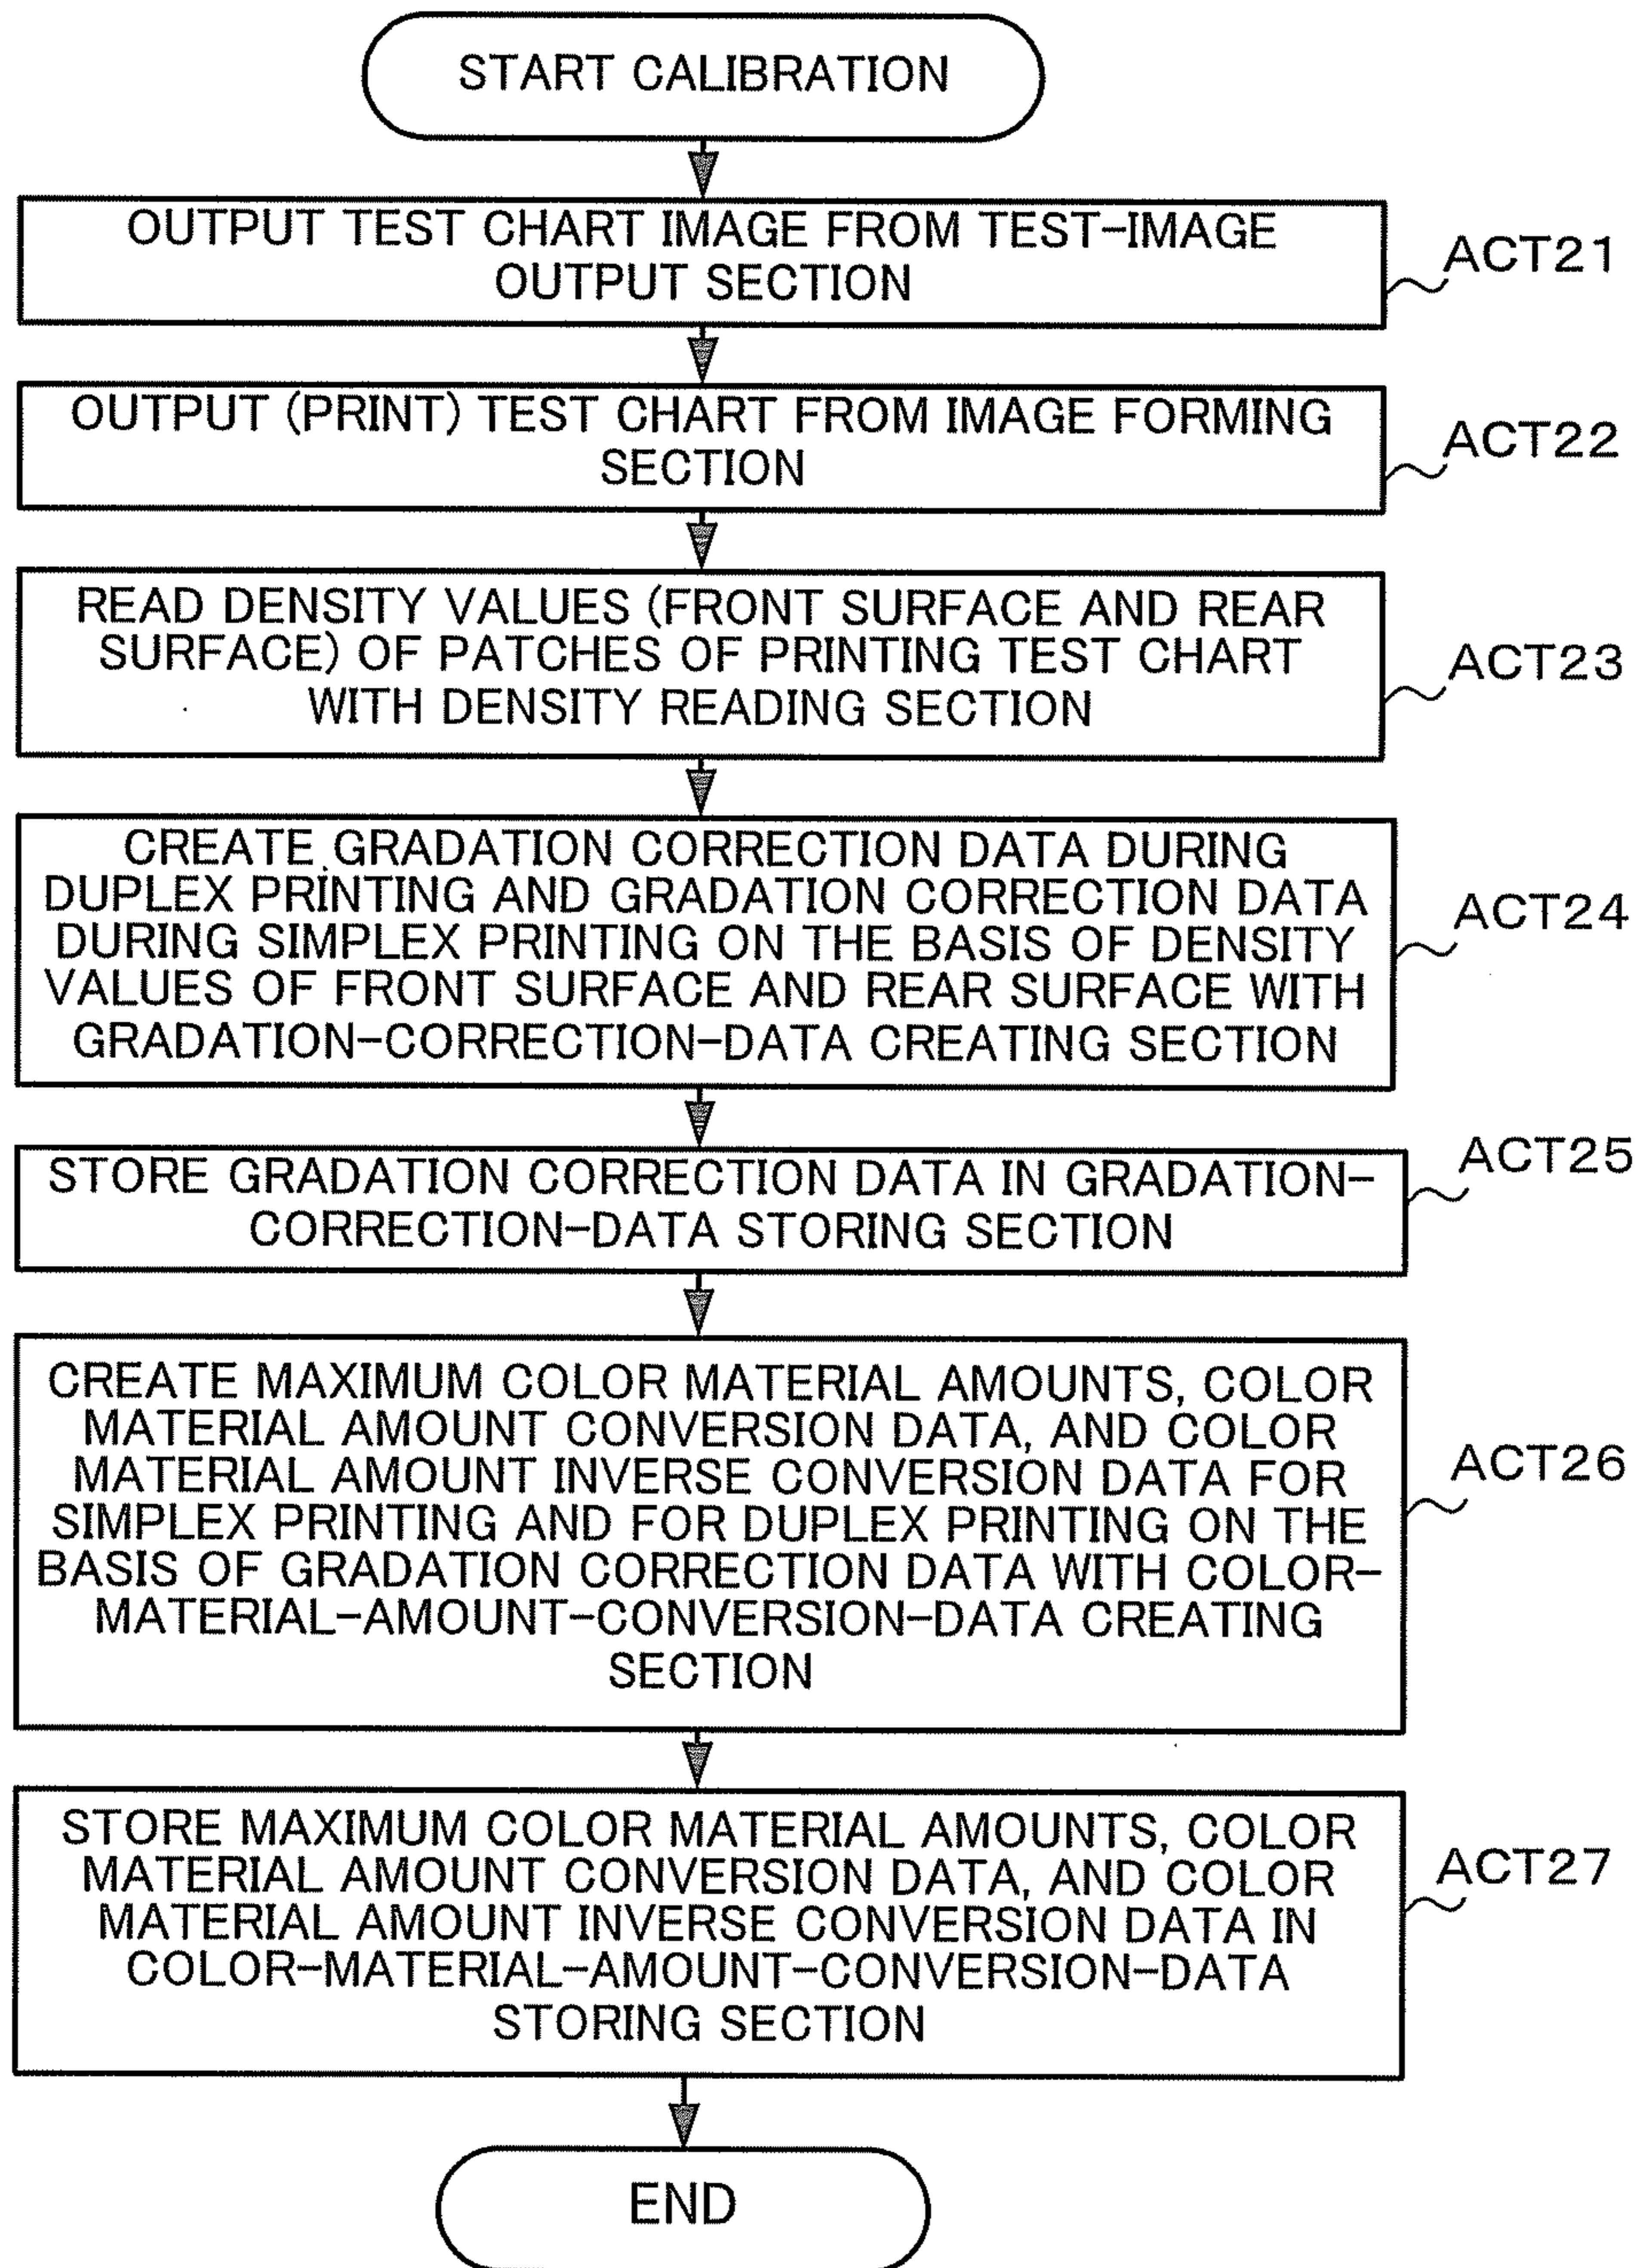 START CALIBRATION
OUTPUT TEST CHART IMAGE FROM TEST-IMAGE
OUTPUT SECTION
ACT21
OUTPUT (PRINT) TEST CHART FROM IMAGE FORMING
SECTION
ACT22
READ DENSITY VALUES (FRONT SURFACE AND REAR
SURFACE) OF PATCHES OF PRINTING TEST CHART
WITH DENSITY READING SECTION
ACT23
CREATE GRADATION CORRECTION DATA DURING
DUPLEX PRINTING AND GRADATION CORRECTION DATA
DURING SIMPLEX PRINTING ON THE BASIS OF DENSITY
VALUES OF FRONT SURFACE AND REAR SURFACE WITH
GRADATION-CORRECTION-DATA CREATING SECTION
ACT24
STORE GRADATION CORRECTION DATA IN GRADATION-
CORRECTION-DATA STORING SECTION
ACT25
CREATE MAXIMUM COLOR MATERIAL AMOUNTS, COLOR
MATERIAL AMOUNT CONVERSION DATA, AND COLOR
MATERIAL AMOUNT INVERSE CONVERSION DATA FOR
SIMPLEX PRINTING AND FOR DUPLEX PRINTING ON THE
BASIS OF GRADATION CORRECTION DATA WITH COLOR-
MATERIAL-AMOUNT-CONVERSION-DATA CREATING
SECTION
ACT26
STORE MAXIMUM COLOR MATERIAL AMOUNTS, COLOR
MATERIAL AMOUNT CONVERSION DATA, AND COLOR
MATERIAL AMOUNT INVERSE CONVERSION DATA IN
COLOR-MATERIAL-AMOUNT-CONVERSION-DATA
STORING SECTION
ACT27
END